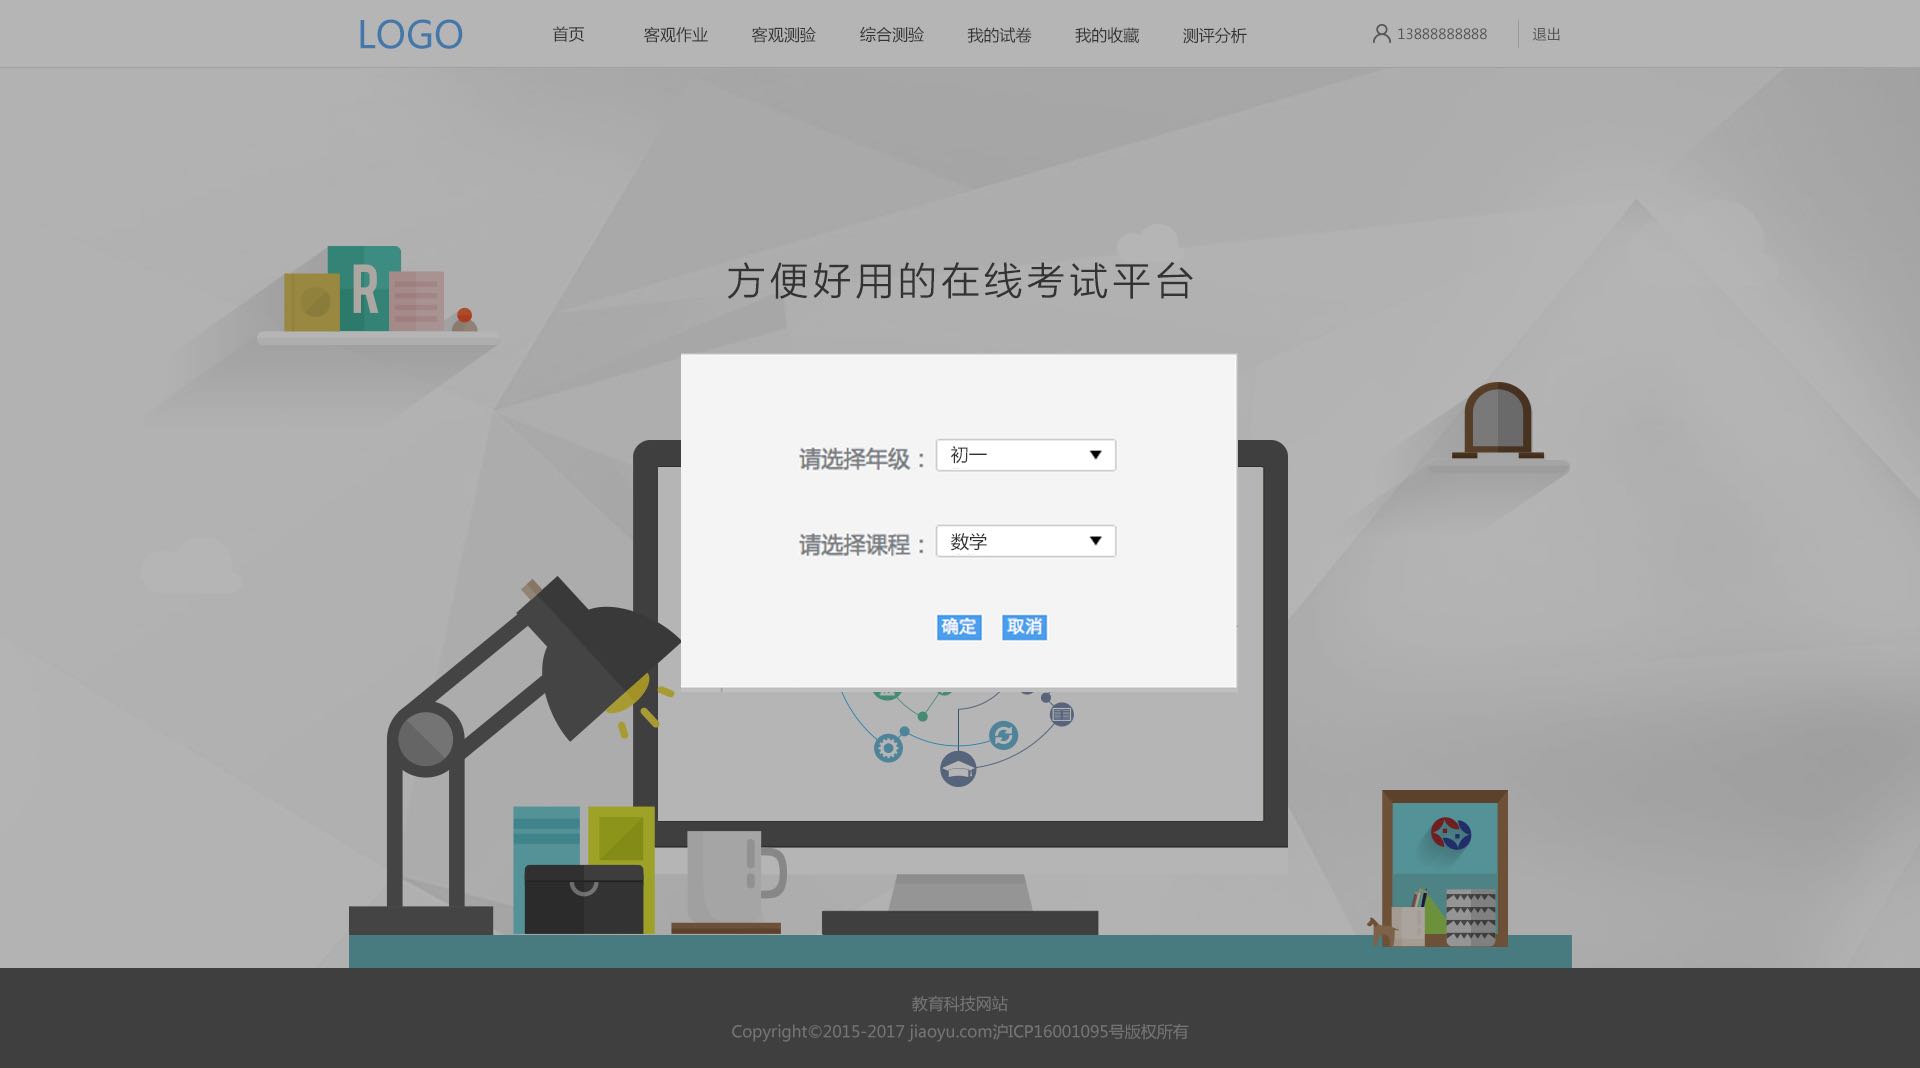 LOGO 首页 客观作业 客观测验 综合测验 我的试卷 我的收藏 测评分析 13888888888 退出
方便好用的在线考试平台
R
请选择年级： 初一
请选择课程： 数学
确定 取消
教育科技网站
Copyright©2015-2017 jiaoyu.com沪ICP16001095号版权所有